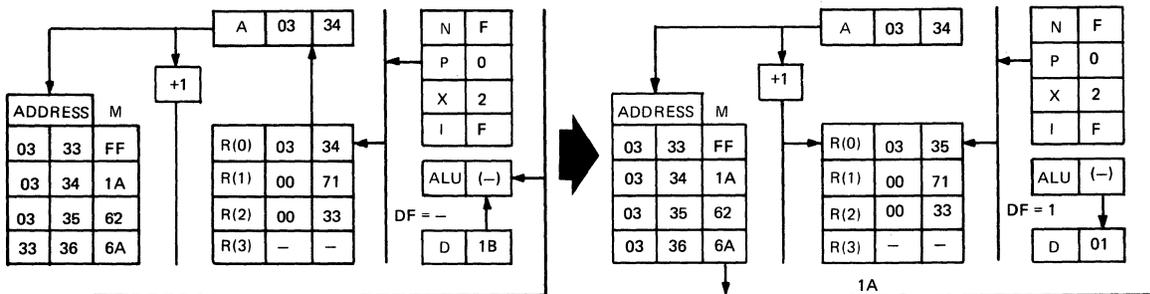 A 03 34
+1
ADDRESS M
03 33 FF
03 34 1A
03 35 62
33 36 6A
R(0) 03 34
R(1) 00 71
R(2) 00 33
R(3) – –
N F
P 0
X 2
I F
ALU (–)
DF = –
D 1B
A 03 34
+1
ADDRESS M
03 33 FF
03 34 1A
03 35 62
03 36 6A
R(0) 03 35
R(1) 00 71
R(2) 00 33
R(3) – –
N F
P 0
X 2
I F
ALU (–)
DF = 1
D 01
1A